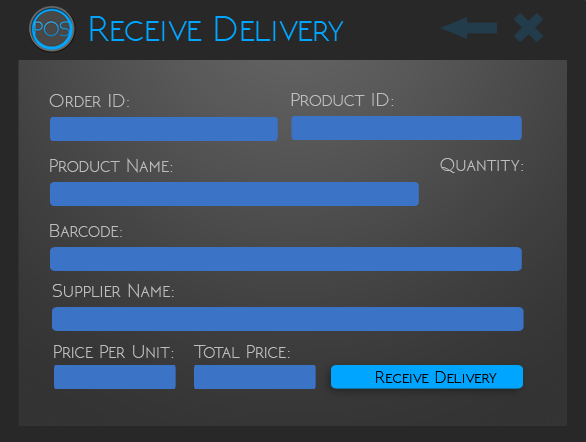 POS Receive Delivery
Order ID: Product ID:
Product Name: Quantity:
Barcode:
Supplier Name:
Price Per Unit: Total Price:
Receive Delivery